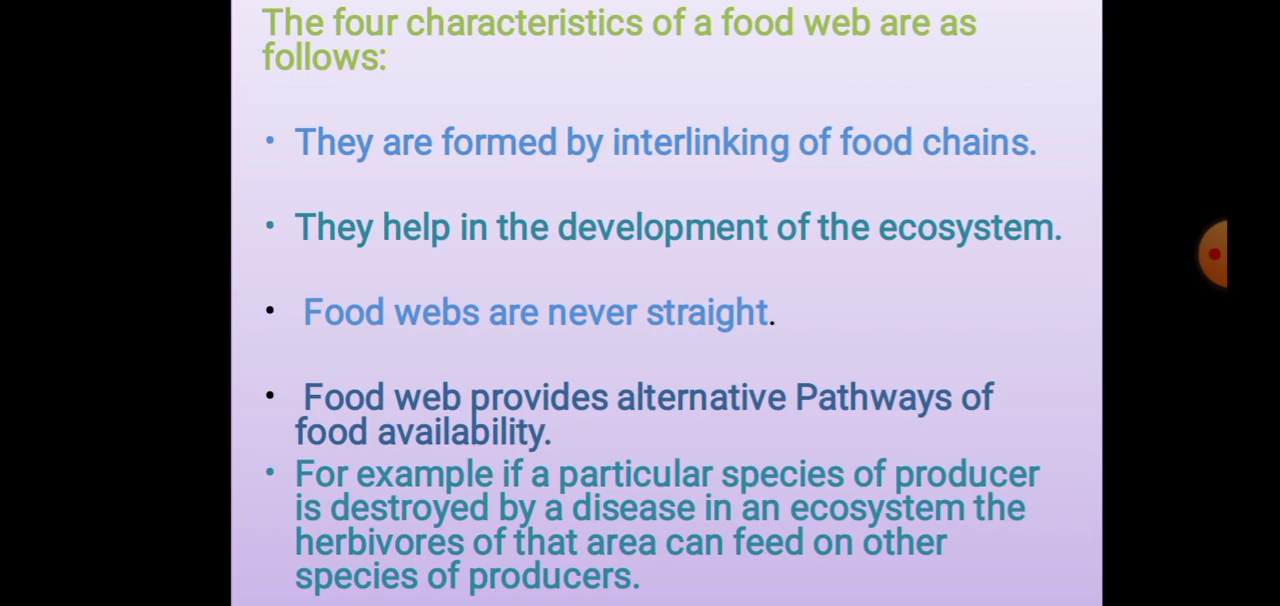 The four characteristics of a food web are as
follows:
• They are formed by interlinking of food chains.
• They help in the development of the ecosystem.
• Food webs are never straight.
• Food web provides alternative Pathways of
food availability.
• For example if a particular species of producer
is destroyed by a disease in an ecosystem the
herbivores of that area can feed on other
species of producers.